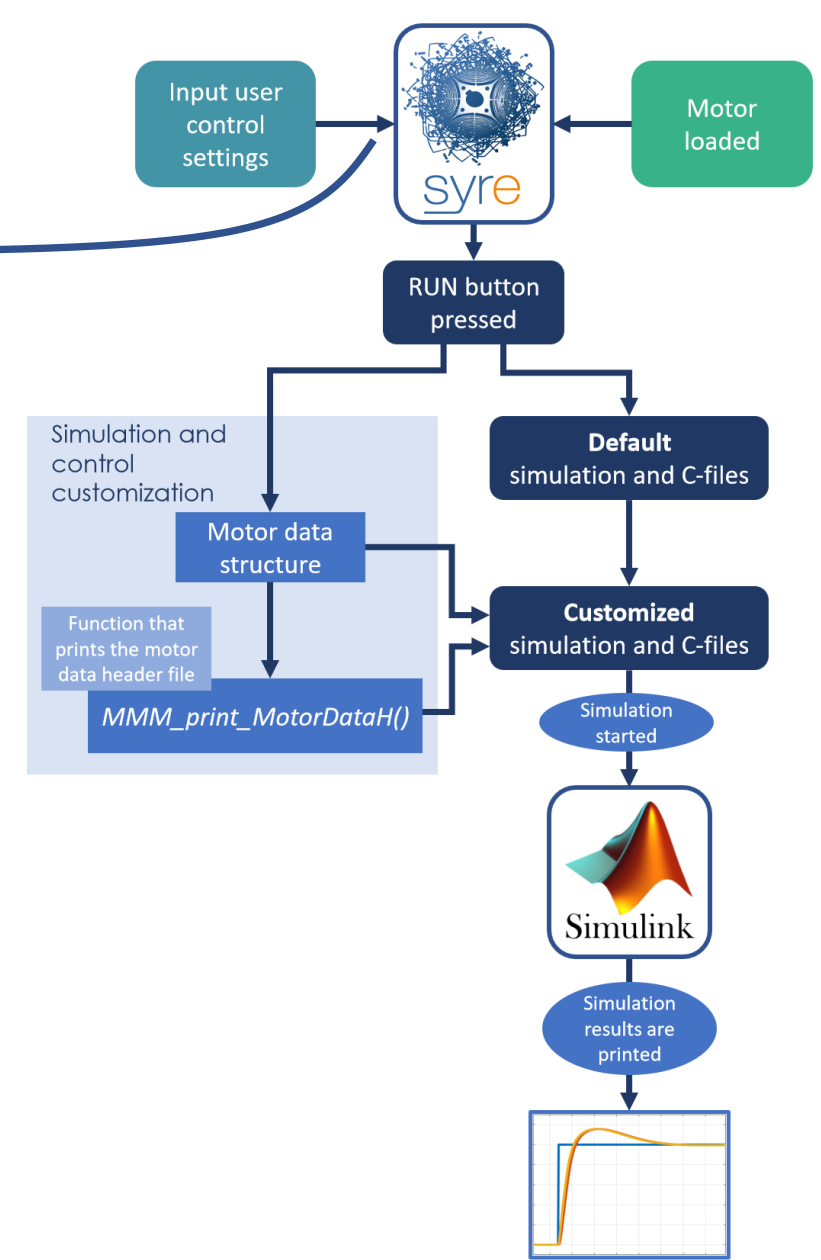 Input user
control
settings
syre
Motor
loaded
RUN button
pressed
Simulation and
control
customization
Default
simulation and C-files
Motor data
structure
Function that
prints the motor
data header file
MMM_print_MotorDataH()
Customized
simulation and C-files
Simulation
started
Simulink
Simulation
results are
printed